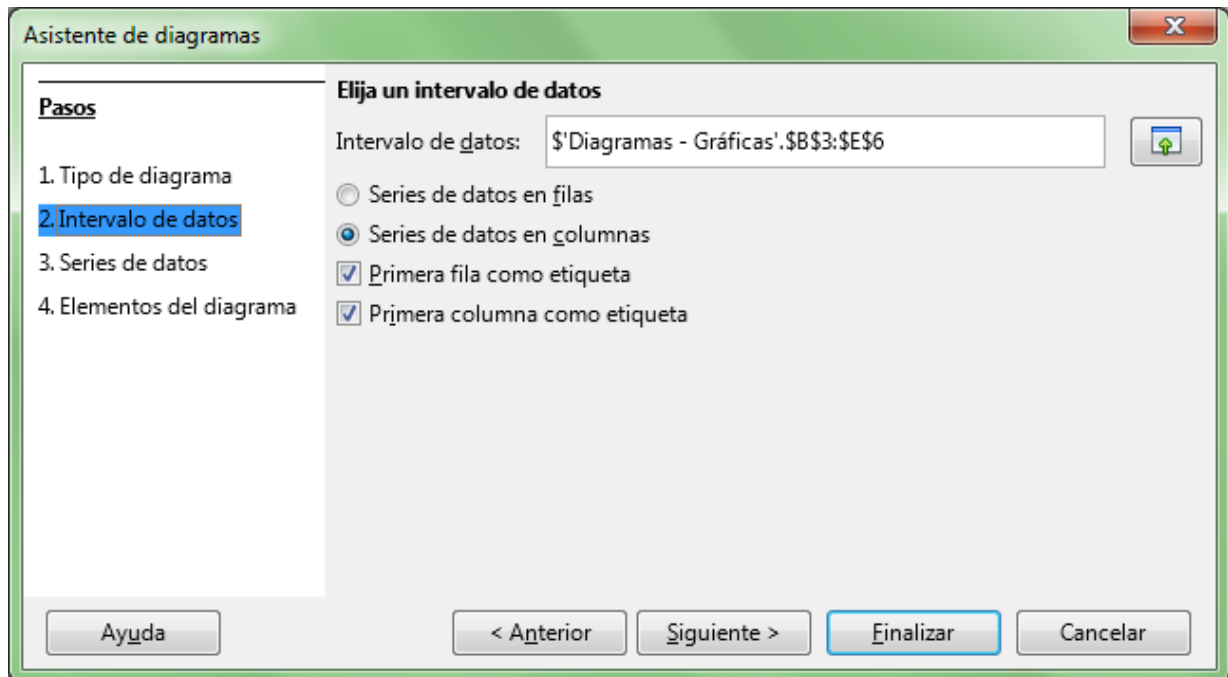 Asistente de diagramas
Pasos
1. Tipo de diagrama
2. Intervalo de datos
3. Series de datos
4. Elementos del diagrama
Elija un intervalo de datos
Intervalo de datos: $'Diagramas - Gráficas'.$B$3:$E$6
Series de datos en filas
Series de datos en columnas
Primera fila como etiqueta
Primera columna como etiqueta
Ayuda < Anterior Siguiente > Finalizar Cancelar